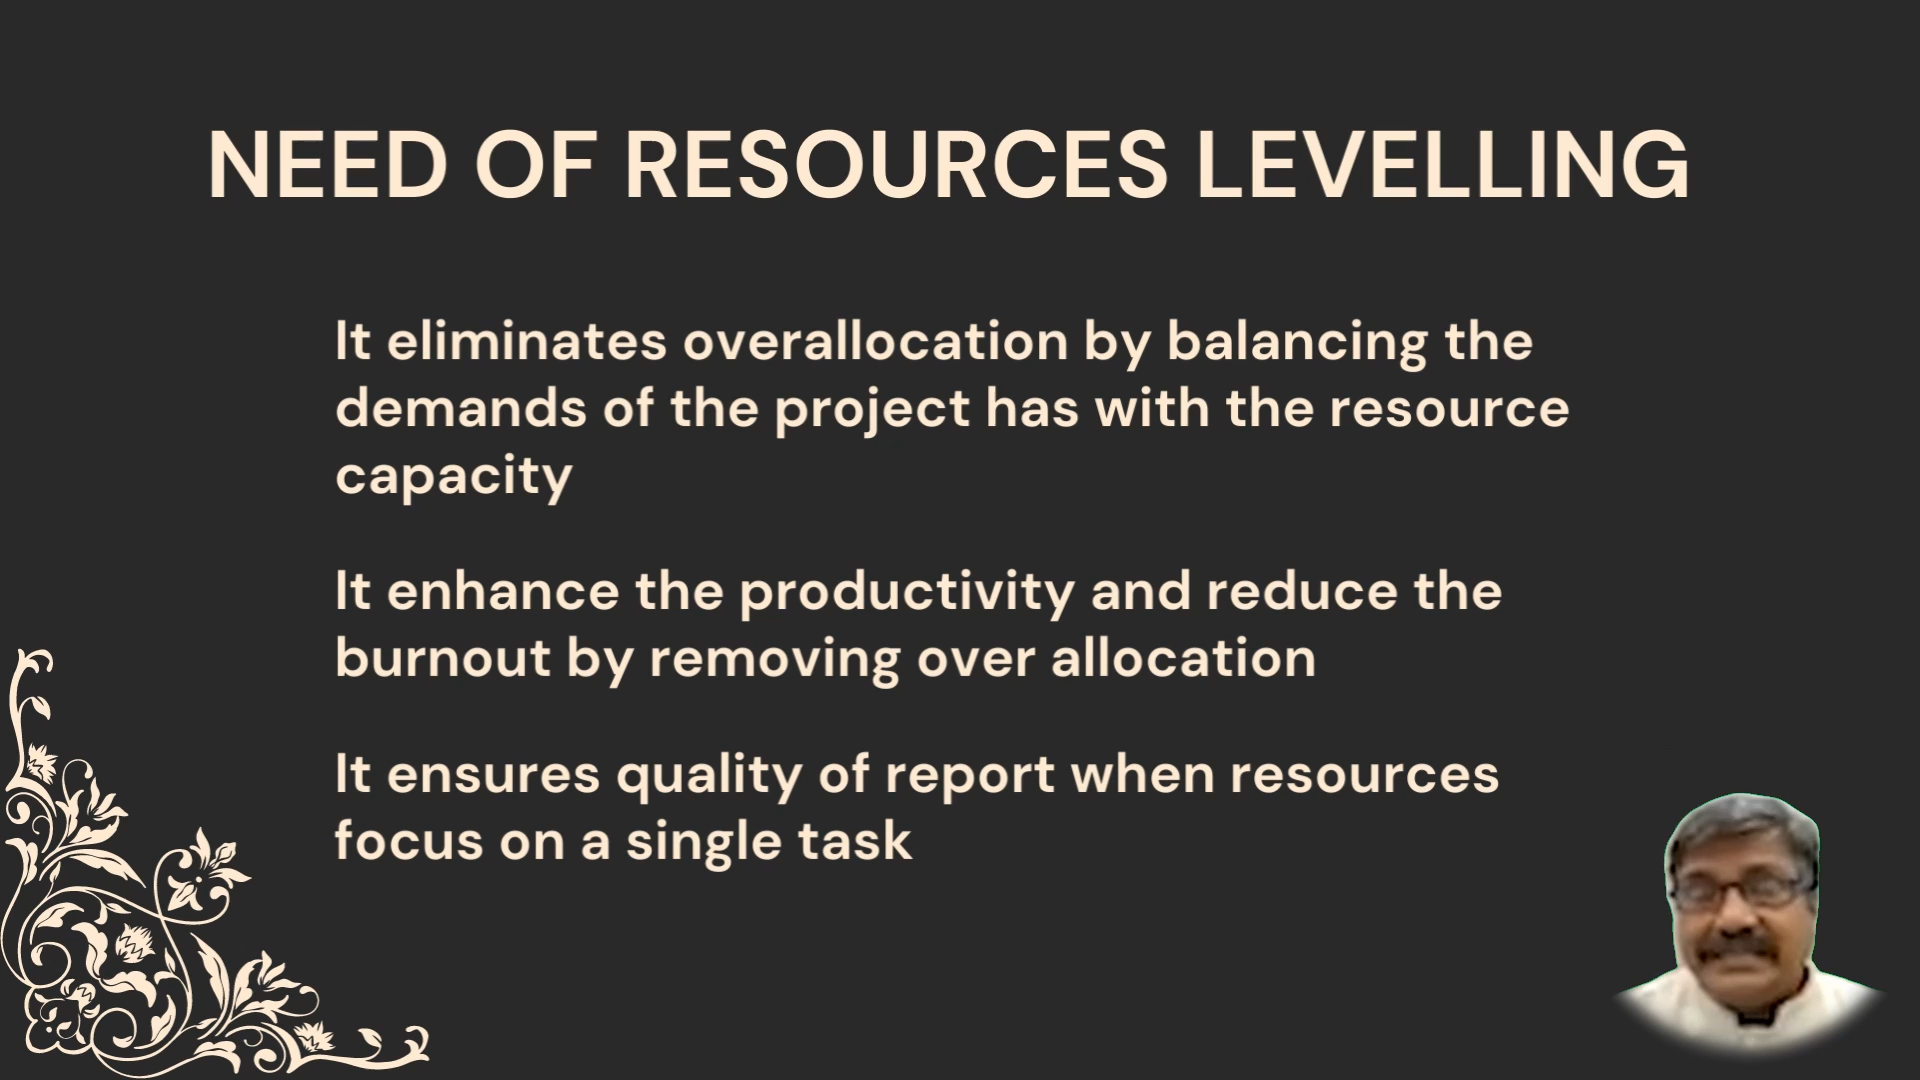 NEED OF RESOURCES LEVELLING
It eliminates overallocation by balancing the
demands of the project has with the resource
capacity
It enhance the productivity and reduce the
burnout by removing over allocation
It ensures quality of report when resources
focus on a single task